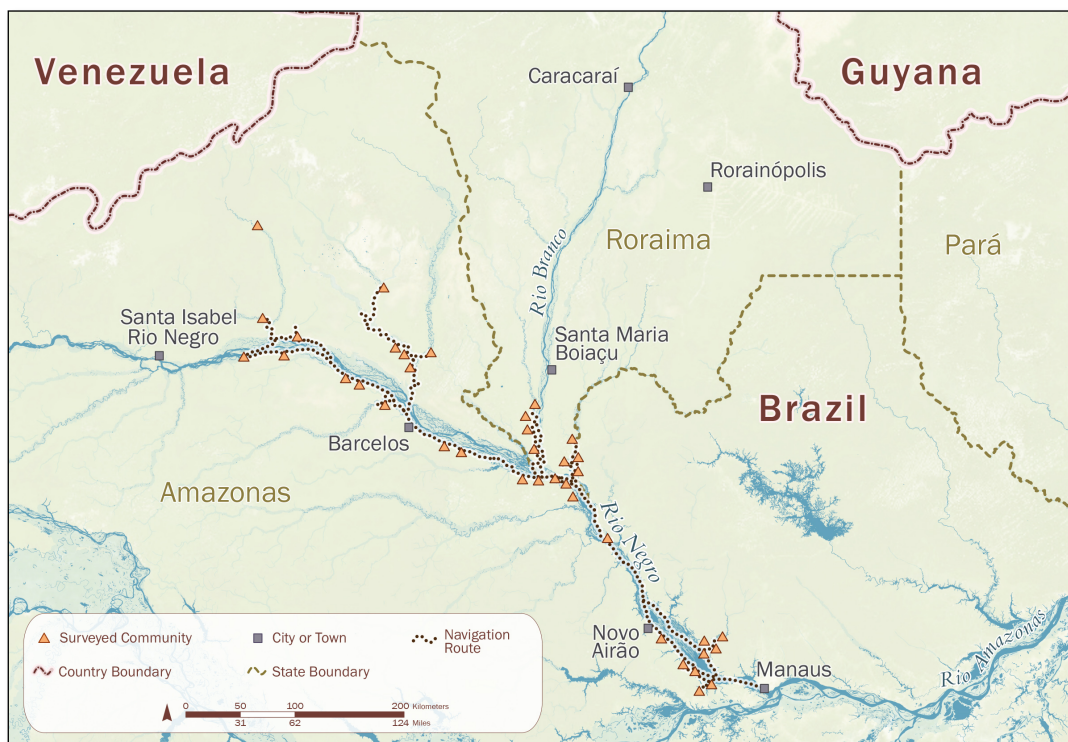 Venezuela
Guyana
Caracaraí
Rorainópolis
Roraima
Pará
Rio Branco
Santa Isabel
Rio Negro
Santa Maria
Boiaçu
Brazil
Barcelos
Amazonas
Rio Negro
Novo
Airão
Manaus
Rio Amazonas
Surveyed Community
City or Town
Navigation
Route
Country Boundary
State Boundary
0 50 100 200 Kilometers
31 62 124 Miles